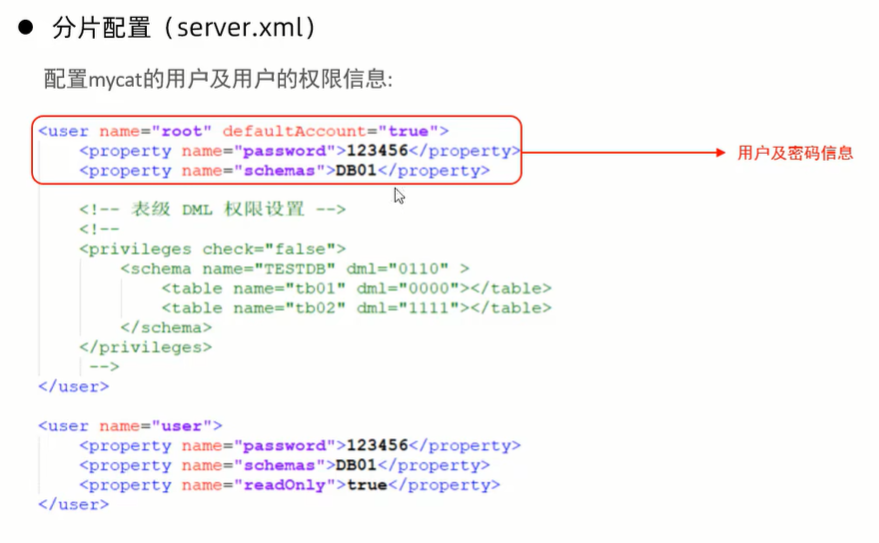 ● 分片配置（server.xml）
配置mycat的用户及用户的权限信息:
<user name="root" defaultAccount="true">
<property name="password">123456</property>
用户及密码信息
<property name="schemas">DB01</property>
<!-- 表级 DML 权限设置 -->
<!--
<privileges check="false">
<schema name="TESTDB" dml="0110" >
<table name="tb01" dml="0000"></table>
<table name="tb02" dml="1111"></table>
</schema>
</privileges>
-->
</user>
<user name="user">
<property name="password">123456</property>
<property name="schemas">DB01</property>
<property name="readOnly">true</property>
</user>